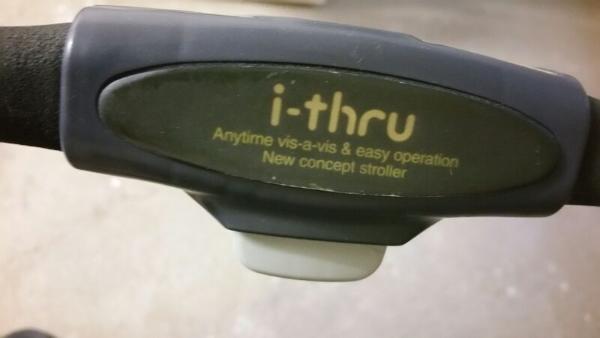 i-thru
Anytime vis-a-vis & easy operation
New concept stroller